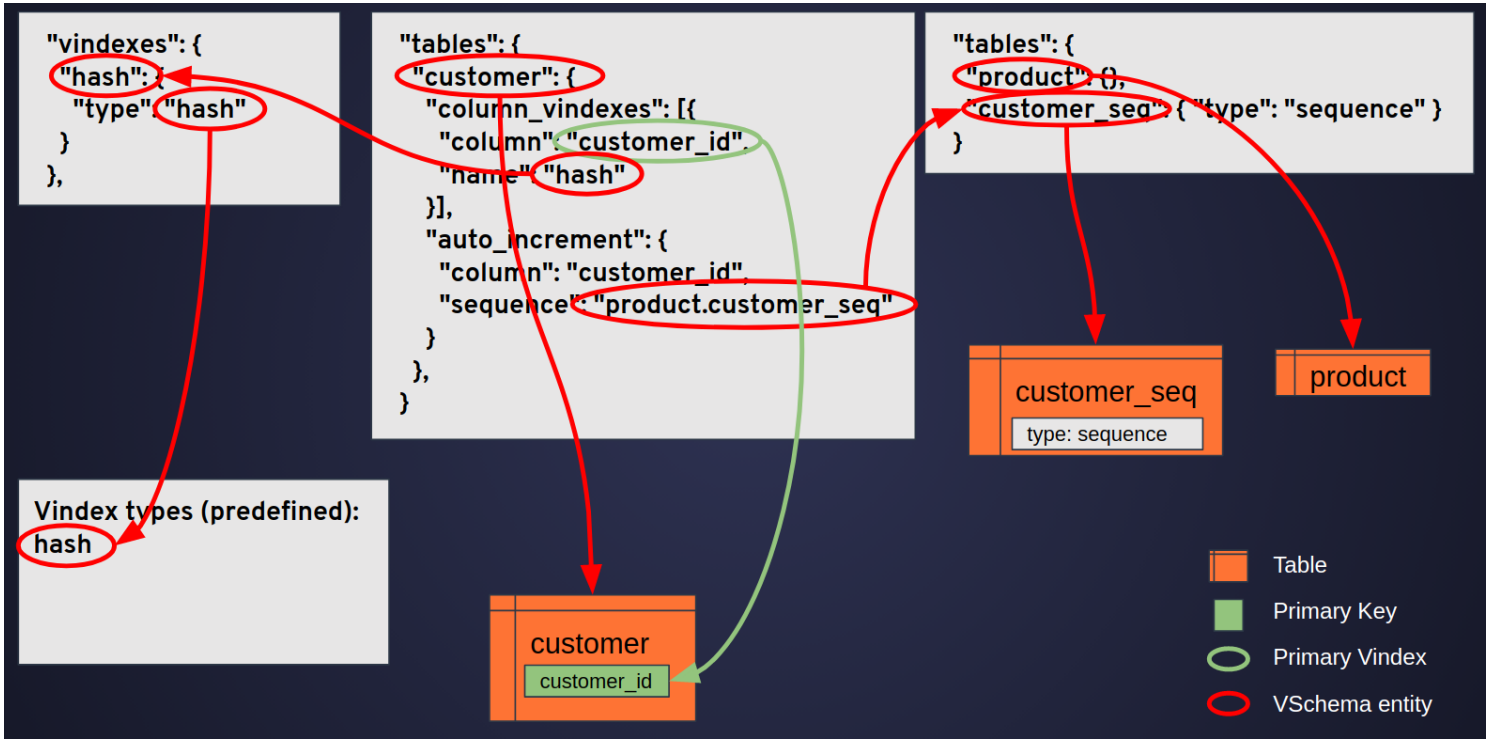 "vindexes": {
"hash": {
"type": "hash"
}
},
"tables": {
"customer": {
"column_vindexes": [{
"column": "customer_id",
"name": "hash"
}],
"auto_increment": {
"column": "customer_id",
"sequence": "product.customer_seq"
}
},
}
"tables": {
"product": {},
"customer_seq": { "type": "sequence" }
}
customer_seq
type: sequence
product
Vindex types (predefined):
hash
customer
customer_id
Table
Primary Key
Primary Vindex
VSchema entity